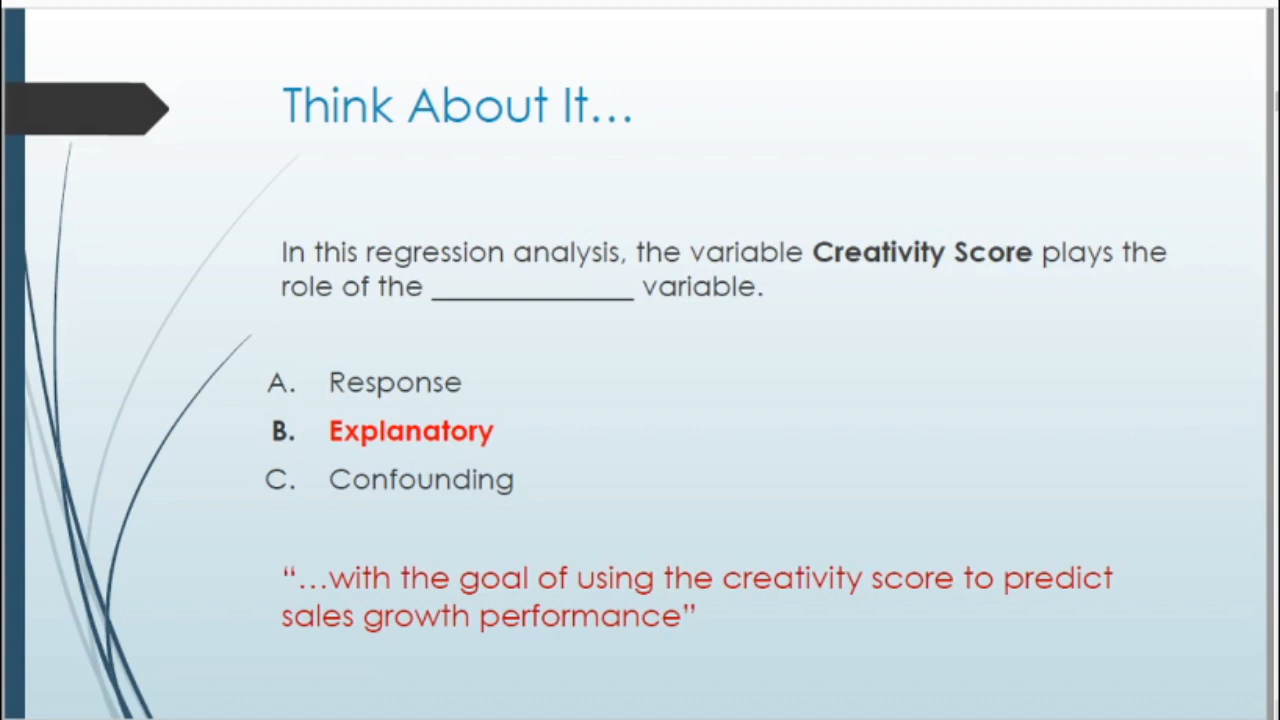 Think About It...
In this regression analysis, the variable Creativity Score plays the
role of the _____________ variable.
A. Response
B. Explanatory
C. Confounding
“...with the goal of using the creativity score to predict
sales growth performance”